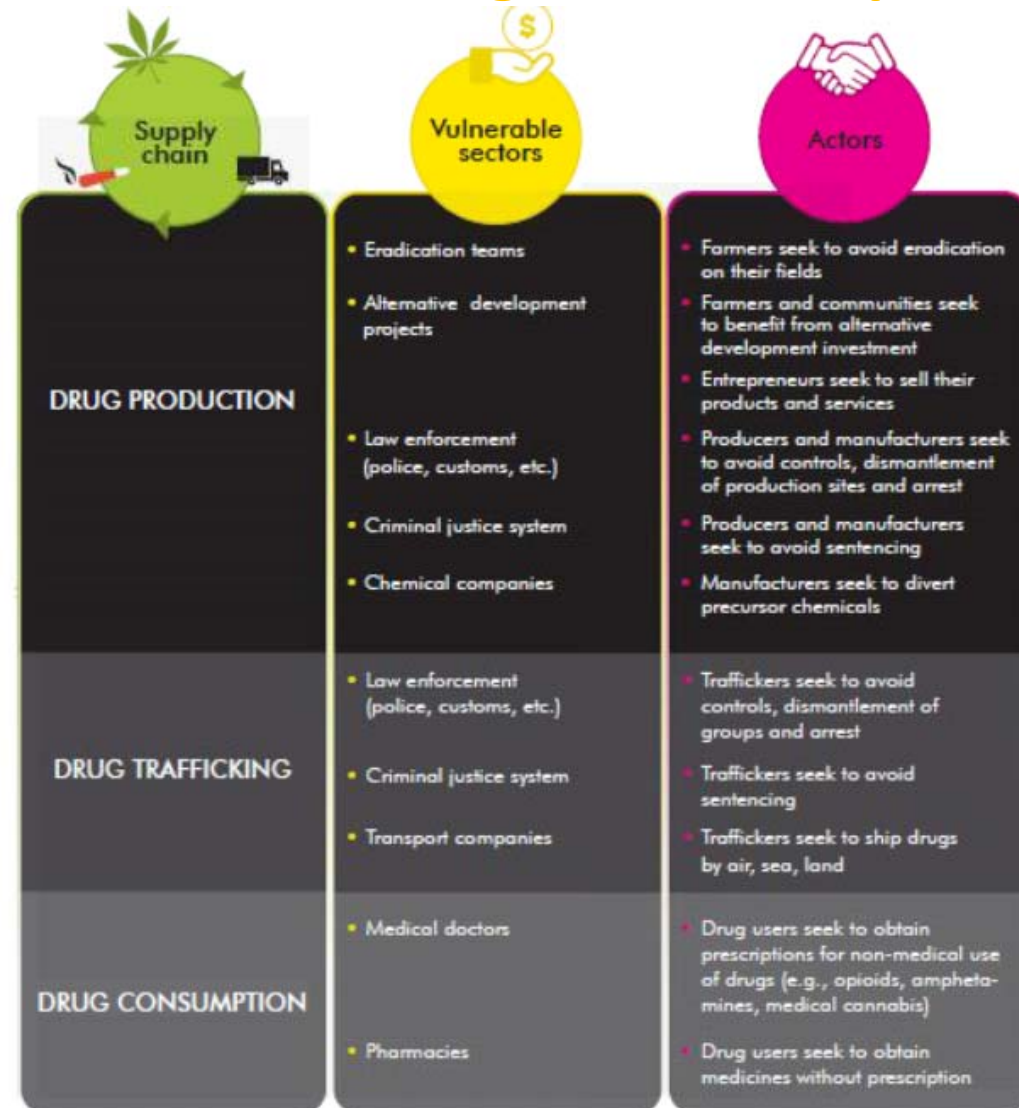 $
Supply
chain
Vulnerable
sectors
Actors
DRUG PRODUCTION
• Eradication teams
• Alternative development
projects
• Law enforcement
(police, customs, etc.)
• Criminal justice system
• Chemical companies
• Farmers seek to avoid eradication
on their fields
• Farmers and communities seek
to benefit from alternative
development investment
• Entrepreneurs seek to sell their
products and services
• Producers and manufacturers seek
to avoid controls, dismantlement
of production sites and arrest
• Producers and manufacturers
seek to avoid sentencing
• Manufacturers seek to divert
precursor chemicals
DRUG TRAFFICKING
• Law enforcement
(police, customs, etc.)
• Criminal justice system
• Transport companies
• Traffickers seek to avoid
controls, dismantlement of
groups and arrest
• Traffickers seek to avoid
sentencing
• Traffickers seek to ship drugs
by air, sea, land
DRUG CONSUMPTION
• Medical doctors
• Pharmacies
• Drug users seek to obtain
prescriptions for non-medical use
of drugs (e.g., opioids, ampheta-
mines, medical cannabis)
• Drug users seek to obtain
medicines without prescription